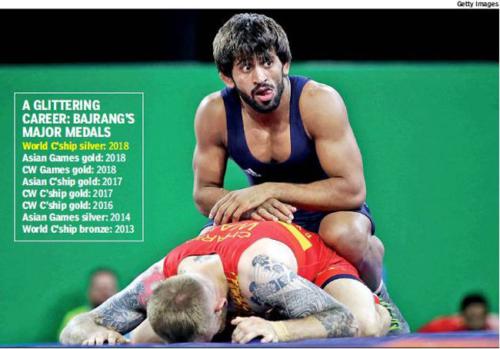 Getty Images
A GLITTERING
CAREER: BAJRANG'S
MAJOR MEDALS
World C'ship silver: 2018
Asian Games gold: 2018
CW Games gold: 2018
Asian C'ship gold: 2017
CW C'ship gold: 2017
CW C'ship gold: 2016
Asian Games silver: 2014
World C'ship bronze: 2013